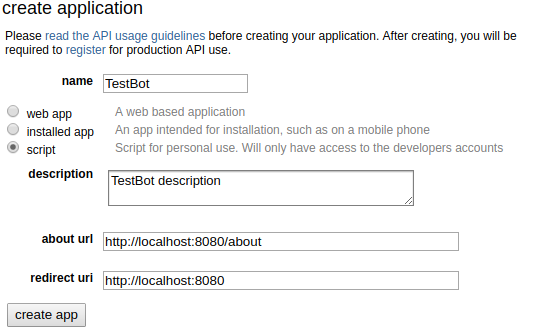 create application
Please read the API usage guidelines before creating your application. After creating, you will be
required to register for production API use.
name TestBot
web app A web based application
installed app An app intended for installation, such as on a mobile phone
script Script for personal use. Will only have access to the developers accounts
description TestBot description
about url http://localhost:8080/about
redirect uri http://localhost:8080
create app